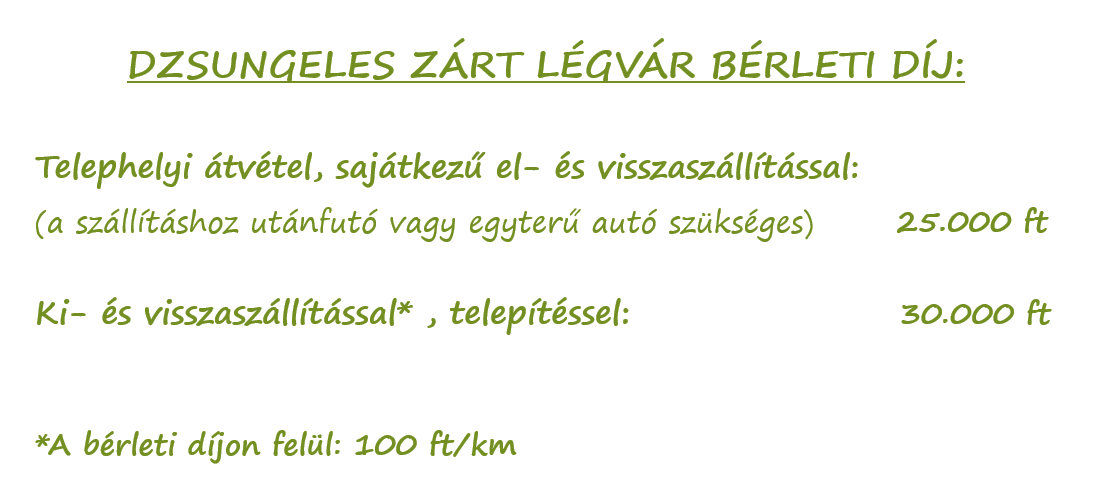 DZSUNGELES ZÁRT LÉGVÁR BÉRLETI DÍJ:
Telephelyi átvétel, sajátkezű el- és visszaszállítással:
(a szállításhoz utánfutó vagy egyterű autó szükséges) 25.000 ft
Ki- és visszaszállítással* , telepítéssel: 30.000 ft
*A bérleti díjon felül: 100 ft/km